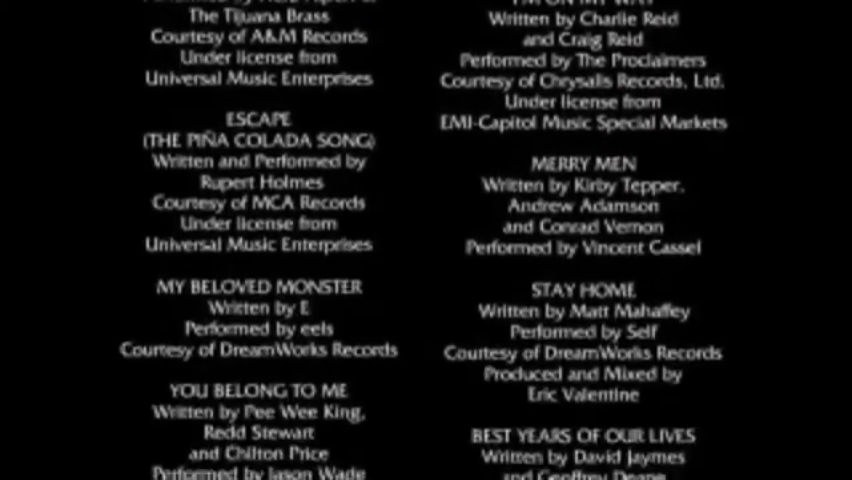 The Tijuana Brass
Courtesy of A&M Records
Under license from
Universal Music Enterprises
ESCAPE
(THE PIÑA COLADA SONG)
Written and Performed by
Rupert Holmes
Courtesy of MCA Records
Under license from
Universal Music Enterprises
MY BELOVED MONSTER
Written by E
Performed by eels
Courtesy of DreamWorks Records
YOU BELONG TO ME
Written by Pee Wee King,
Redd Stewart
and Chilton Price
Performed by Jason Wade
I'M ON MY WAY
Written by Charlie Reid
and Craig Reid
Performed by The Proclaimers
Courtesy of Chrysalis Records, Ltd.
Under license from
EMI-Capitol Music Special Markets
MERRY MEN
Written by Kirby Tepper,
Andrew Adamson
and Conrad Vernon
Performed by Vincent Cassel
STAY HOME
Written by Matt Mahaffey
Performed by Self
Courtesy of DreamWorks Records
Produced and Mixed by
Eric Valentine
BEST YEARS OF OUR LIVES
Written by David Jaymes
and Geoffrey Deane